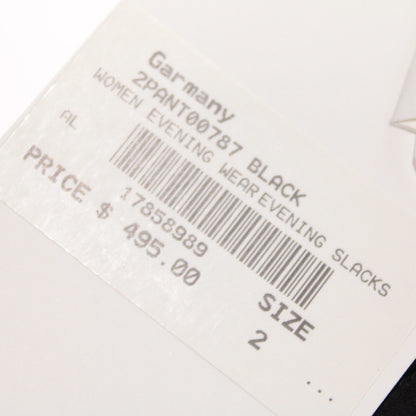 Garmany
2PANT00787 BLACK
WOMEN EVENING WEAR EVENING SLACKS
AL
17858989
PRICE $ 495.00
SIZE
2
...